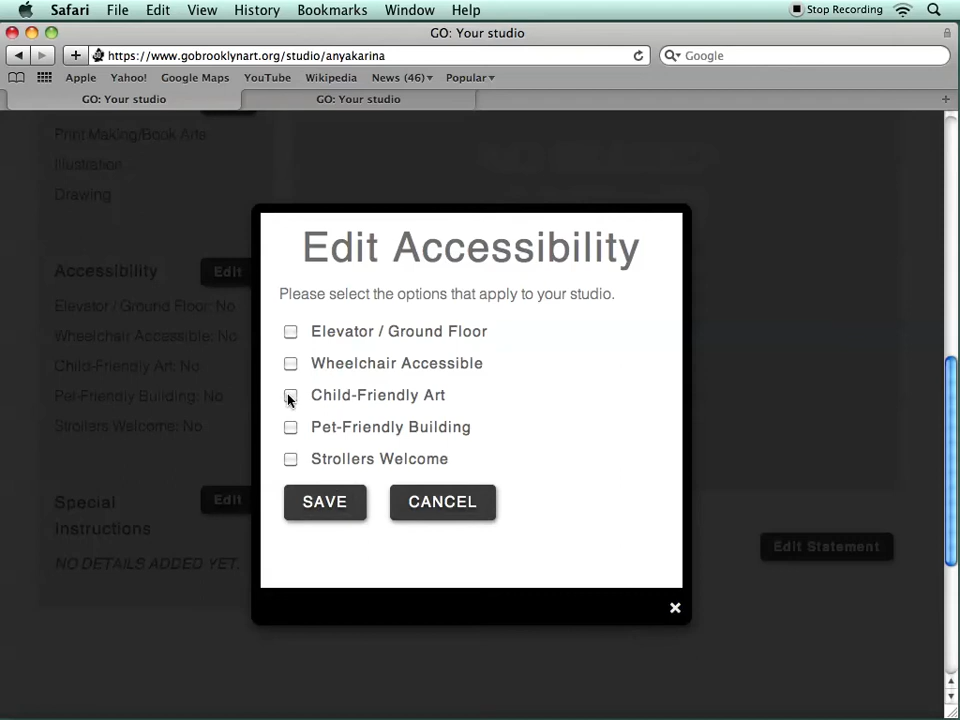 Safari File Edit View History Bookmarks Window Help Stop Recording
GO: Your studio
https://www.gobrooklynart.org/studio/anyakarina Google
Apple Yahoo! Google Maps YouTube Wikipedia News (46) Popular
GO: Your studio GO: Your studio
Print Making/Book Arts
Illustration
Drawing
Accessibility Edit
Elevator / Ground Floor: No
Wheelchair Accessible: No
Child-Friendly Art: No
Pet-Friendly Building: No
Strollers Welcome: No
Special
Instructions Edit
NO DETAILS ADDED YET.
Edit Accessibility
Please select the options that apply to your studio.
Elevator / Ground Floor
Wheelchair Accessible
Child-Friendly Art
Pet-Friendly Building
Strollers Welcome
SAVE CANCEL
Edit Statement